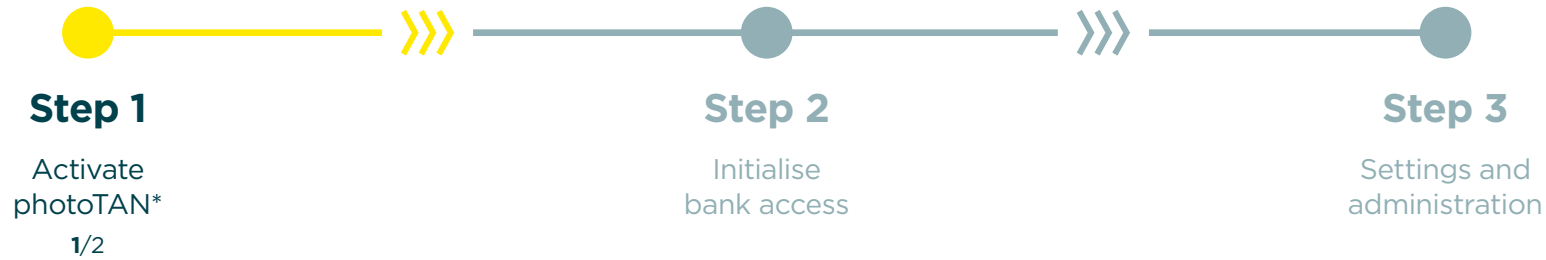 Step 1
Activate
photoTAN*
1/2
Step 2
Initialise
bank access
Step 3
Settings and
administration